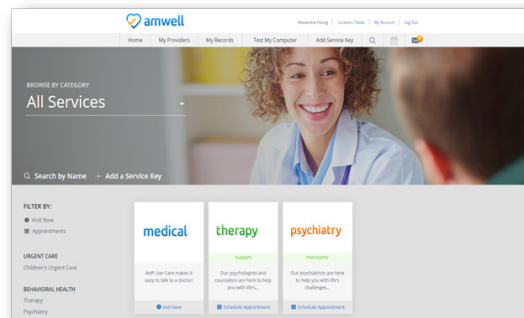 amwell
Alexandra Young Location: Texas My Account Log Out
Home My Providers My Records Test My Computer Add Service Key
BROWSE BY CATEGORY
All Services
Search by Name + Add a Service Key
FILTER BY:
Visit Now
Appointments
URGENT CARE
Children's Urgent Care
BEHAVIORAL HEALTH
Therapy
Psychiatry
medical
AHP Live Care makes it
easy to talk to a doctor!
Visit Now
therapy
Our psychologists and
counselors are here to help
you with life's...
Schedule Appointment
psychiatry
PSYCHIATRY
Our psychiatrists are here
to help you with life's
challenges...
Schedule Appointment